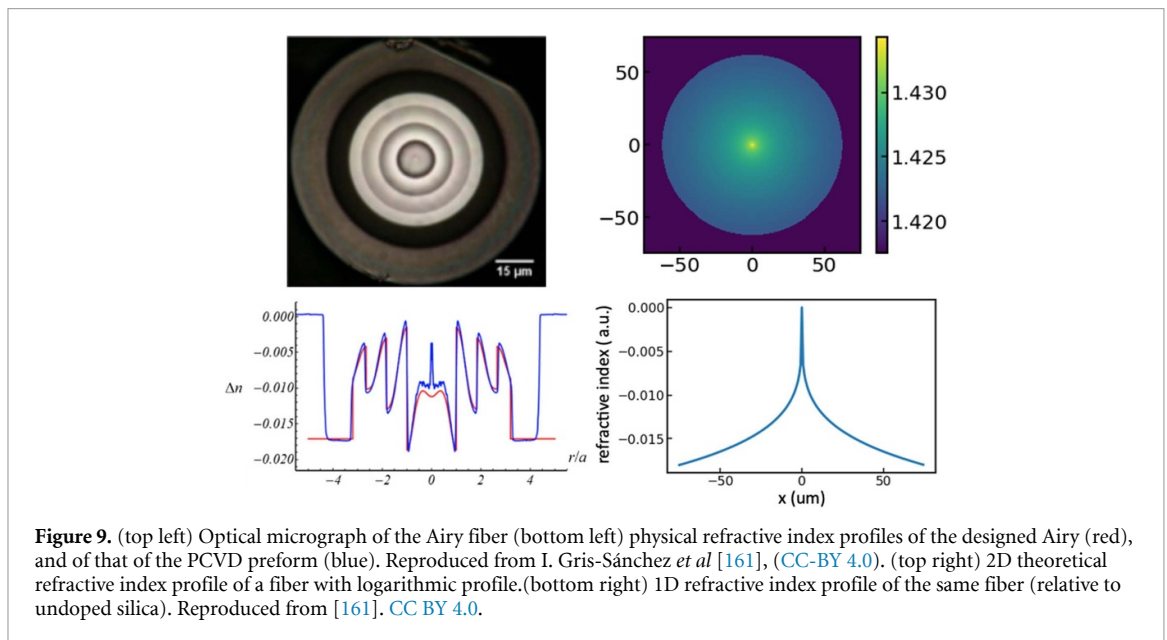 15 µm
50
0
−50
−50 0 50
1.430
1.425
1.420
0.000
−0.005
−0.010
−0.015
−0.020
Δn
r/a
−4 −2 0 2 4
0.000
−0.005
−0.010
−0.015
refractive index ( a.u.)
−50 0 50
x (um)
Figure 9. (top left) Optical micrograph of the Airy fiber (bottom left) physical refractive index profiles of the designed Airy (red),
and of that of the PCVD preform (blue). Reproduced from I. Gris-Sánchez et al [161], (CC-BY 4.0). (top right) 2D theoretical
refractive index profile of a fiber with logarithmic profile.(bottom right) 1D refractive index profile of the same fiber (relative to
undoped silica). Reproduced from [161]. CC BY 4.0.